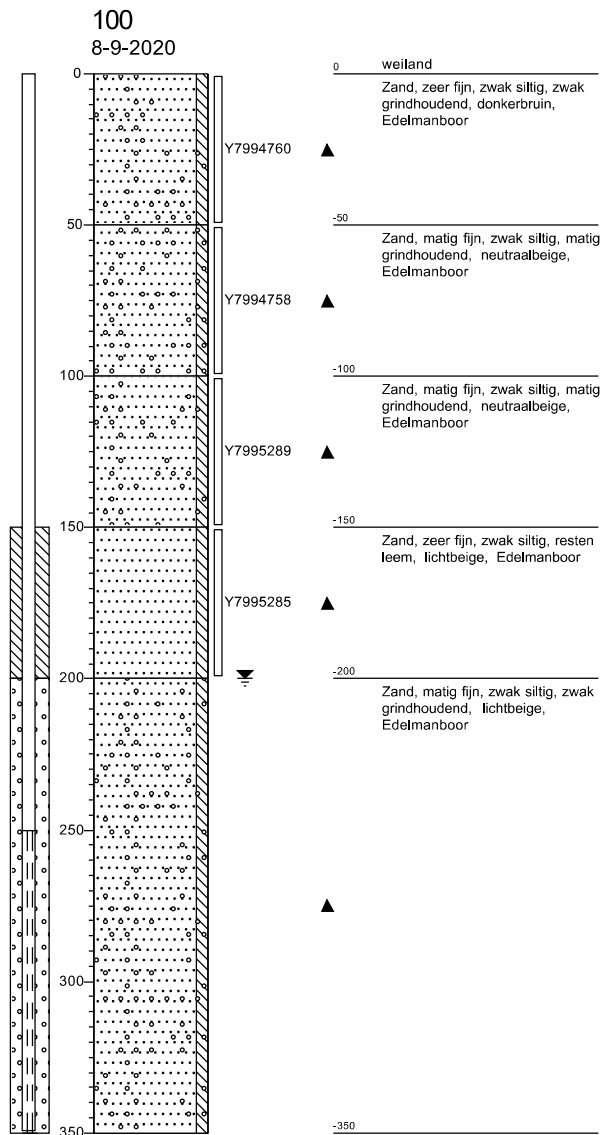 100
8-9-2020
0
0
weiland
Zand, zeer fijn, zwak siltig, zwak
grindhoudend, donkerbruin,
Edelmanboor
Y7994760
50
-50
Zand, matig fijn, zwak siltig, matig
grindhoudend, neutraalbeige,
Edelmanboor
Y7994758
100
-100
Zand, matig fijn, zwak siltig, matig
grindhoudend, neutraalbeige,
Edelmanboor
Y7995289
150
-150
Zand, zeer fijn, zwak siltig, resten
leem, lichtbeige, Edelmanboor
Y7995285
200
-200
Zand, matig fijn, zwak siltig, zwak
grindhoudend, lichtbeige,
Edelmanboor
250
300
350
-350